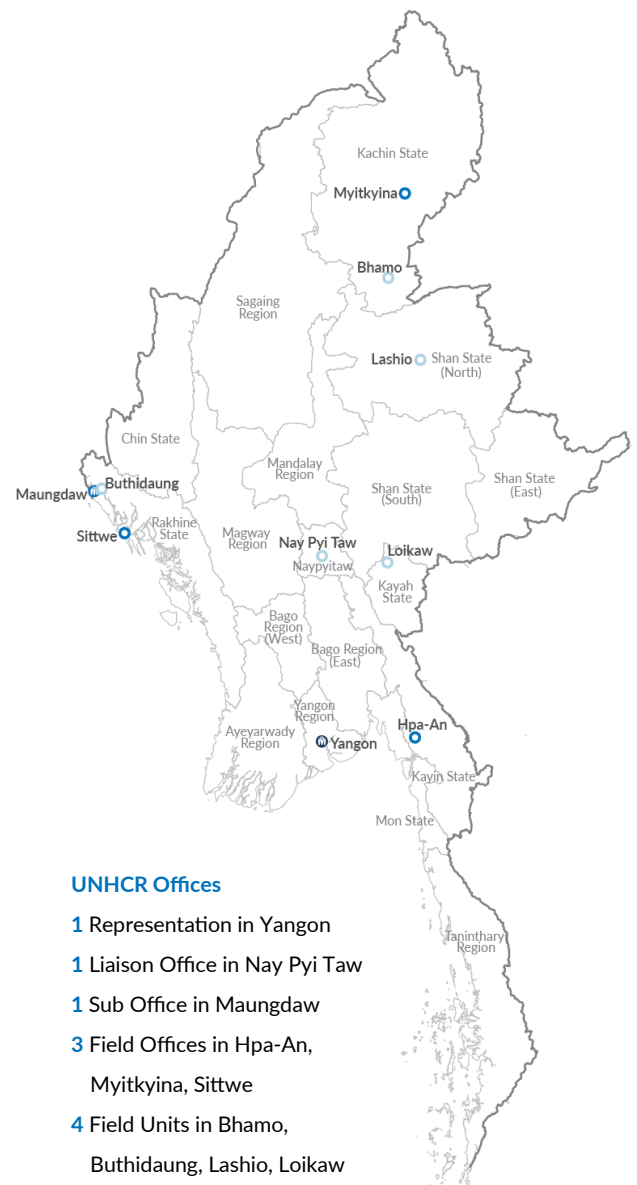 Kachin State
Myitkyina
Bhamo
Sagaing
Region
Lashio
Shan State
(North)
Chin State
Mandalay
Region
Shan State
(South)
Shan State
(East)
Buthidaung
Maungdaw
Sittwe
Rakhine
State
Magway
Region
Nay Pyi Taw
Naypyitaw
Loikaw
Kayah
State
Bago
Region
(West)
Bago Region
(East)
Yangon
Region
Ayeyarwady
Region
Yangon
Hpa-An
Kayin State
Mon State
Taninthary
Region
UNHCR Offices
1 Representation in Yangon
1 Liaison Office in Nay Pyi Taw
1 Sub Office in Maungdaw
3 Field Offices in Hpa-An,
Myitkyina, Sittwe
4 Field Units in Bhamo,
Buthidaung, Lashio, Loikaw